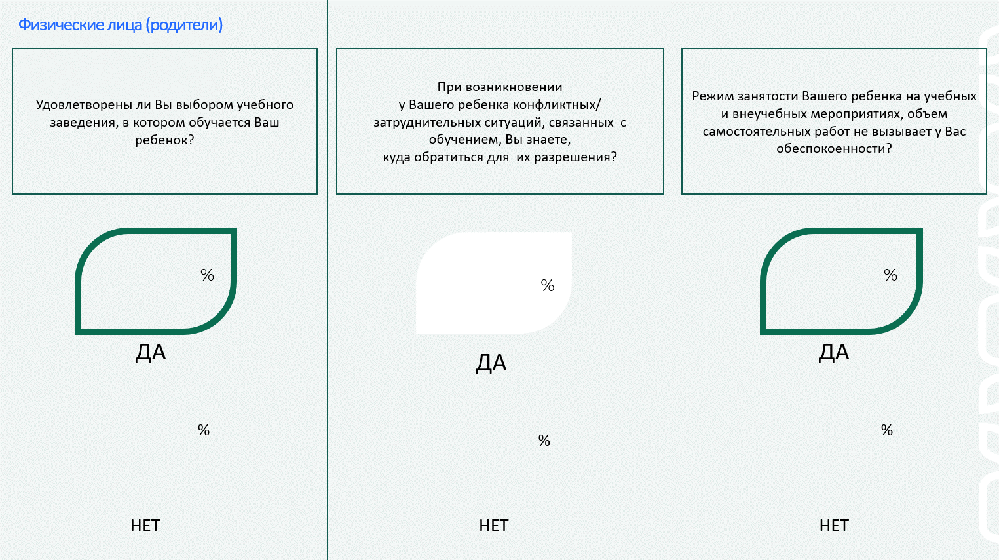 Физические лица (родители)
Удовлетворены ли Вы выбором учебного
заведения, в котором обучается Ваш
ребенок?
%
ДА
%
НЕТ
При возникновении
у Вашего ребенка конфликтных/
затруднительных ситуаций, связанных с
обучением, Вы знаете,
куда обратиться для их разрешения?
%
ДА
%
НЕТ
Режим занятости Вашего ребенка на учебных
и внеучебных мероприятиях, объем
самостоятельных работ не вызывает у Вас
обеспокоенности?
%
ДА
%
НЕТ